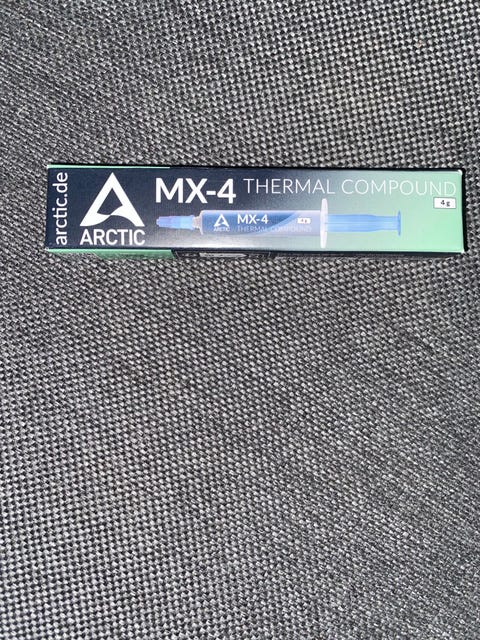 arctic.de
ARCTIC
MX-4 THERMAL COMPOUND
4g
MX-4
ARCTIC THERMAL COMPOUND